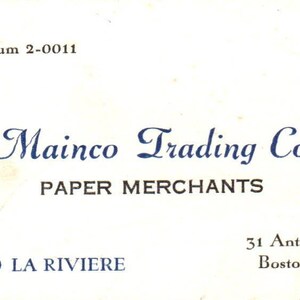 um 2-0011
Mainco Trading Co
PAPER MERCHANTS
31 Ant
LA RIVIERE
Bosto